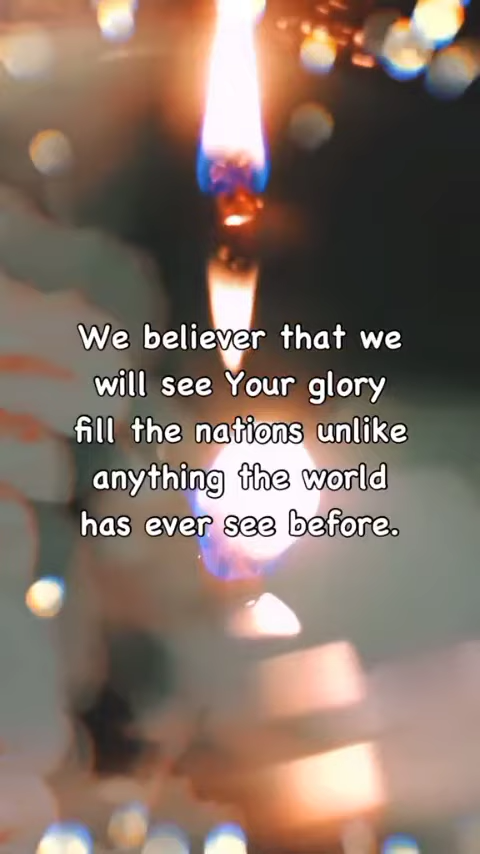 We believer that we
will see Your glory
fill the nations unlike
anything the world
has ever see before.